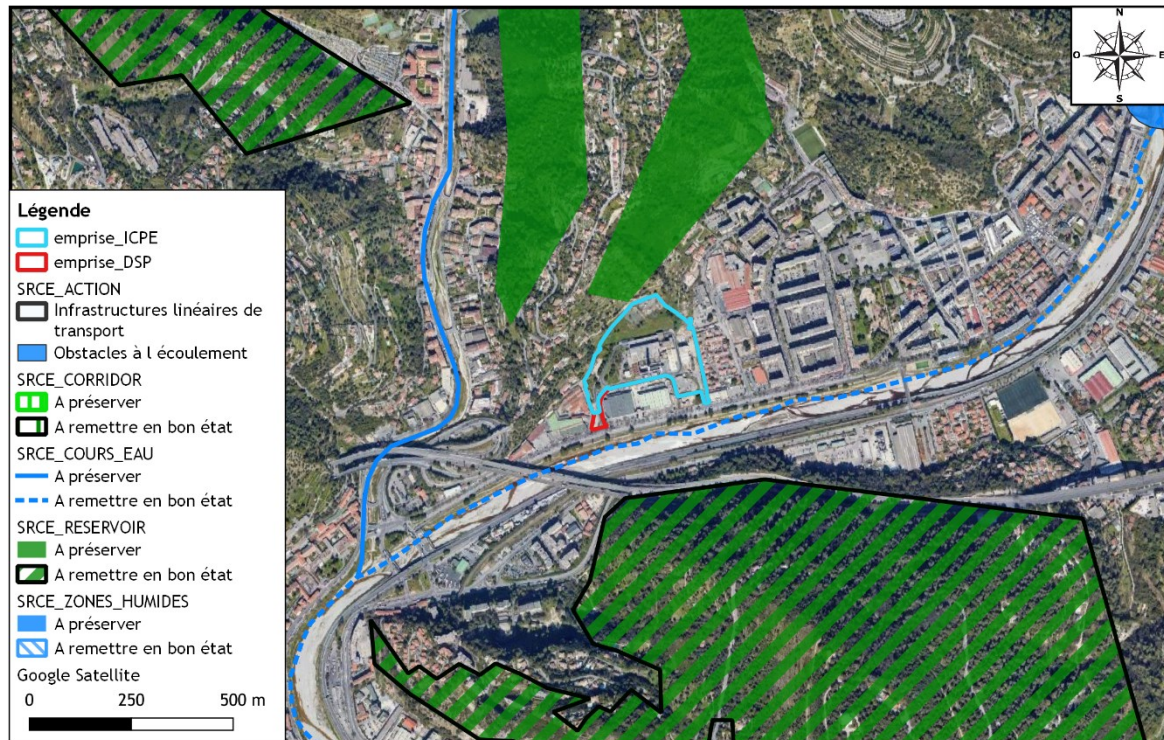 N
O
E
S
Légende
emprise_ICPE
emprise_DSP
SRCE_ACTION
Infrastructures linéaires de
transport
Obstacles à l écoulement
SRCE_CORRIDOR
A préserver
A remettre en bon état
SRCE_COURS_EAU
A préserver
A remettre en bon état
SRCE_RESERVOIR
A préserver
A remettre en bon état
SRCE_ZONES_HUMIDES
A préserver
A remettre en bon état
Google Satellite
0 250 500 m